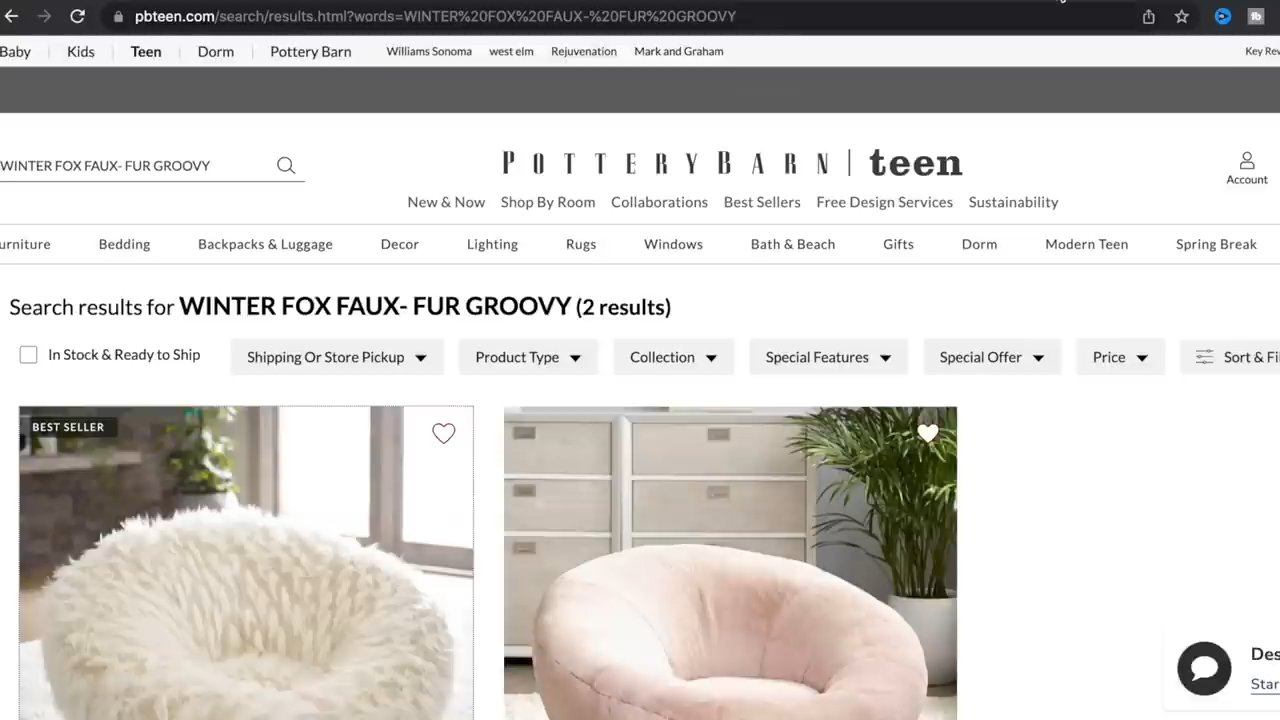 pbteen.com/search/results.html?words=WINTER%20FOX%20FAUX-%20FUR%20GROOVY
Baby Kids Teen Dorm Pottery Barn Williams Sonoma west elm Rejuvenation Mark and Graham Key Rev
WINTER FOX FAUX- FUR GROOVY
POTTERY BARN | teen
Account
New & Now Shop By Room Collaborations Best Sellers Free Design Services Sustainability
urniture Bedding Backpacks & Luggage Decor Lighting Rugs Windows Bath & Beach Gifts Dorm Modern Teen Spring Break
Search results for WINTER FOX FAUX- FUR GROOVY (2 results)
In Stock & Ready to Ship Shipping Or Store Pickup Product Type Collection Special Features Special Offer Price Sort & Fi
BEST SELLER
Des
Star